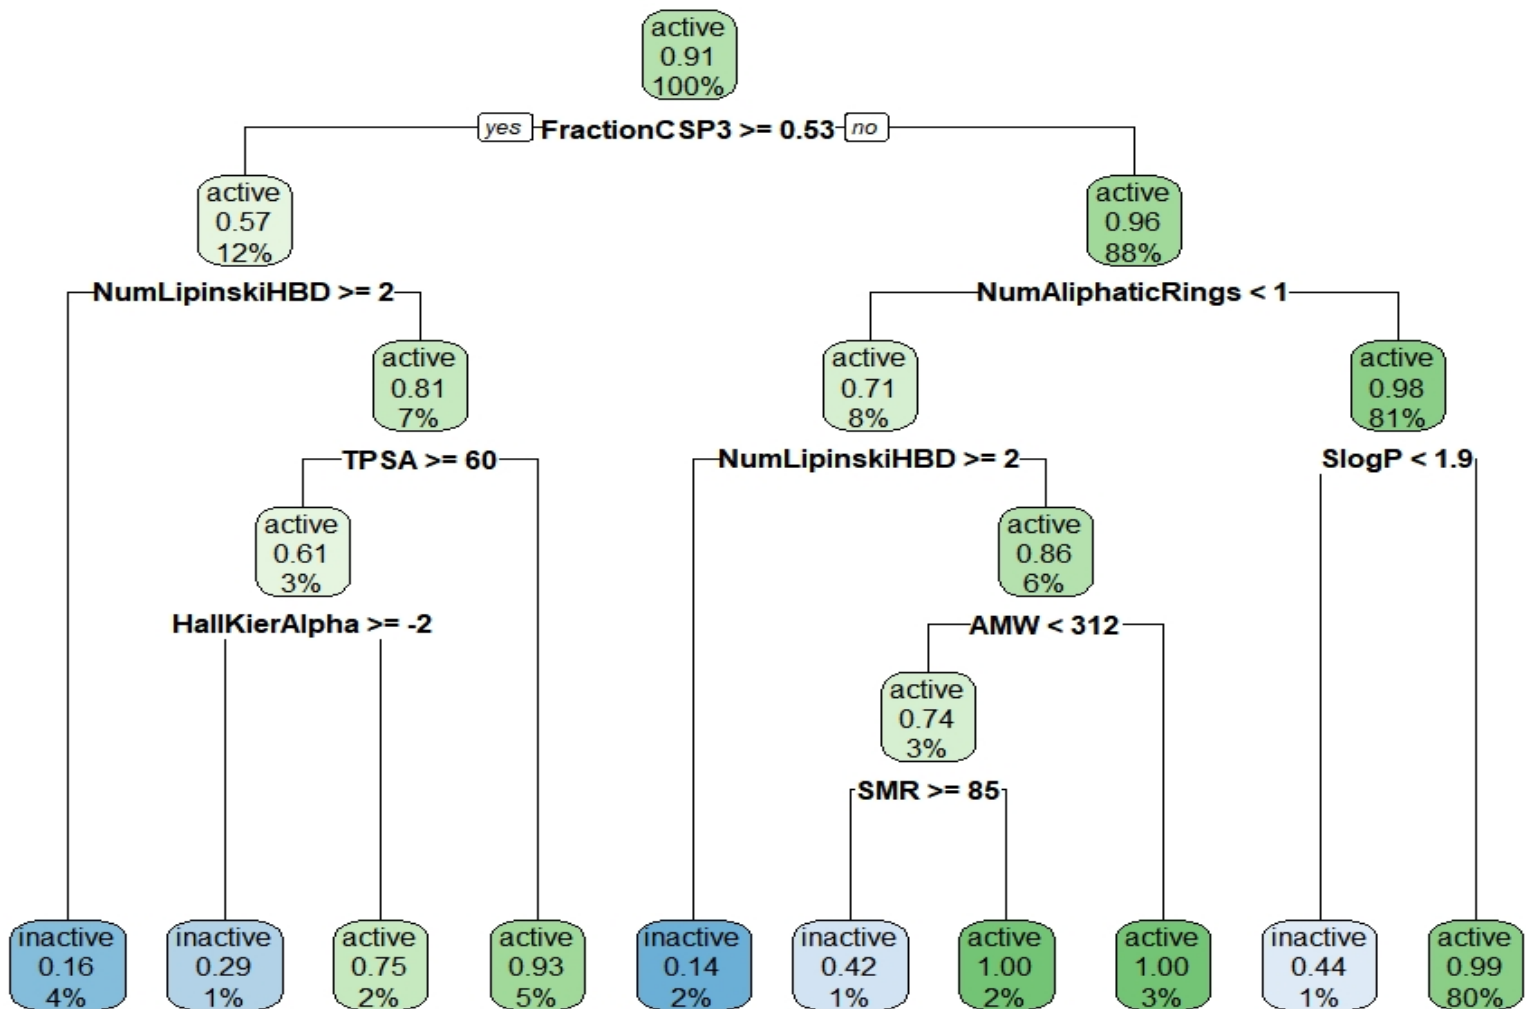 active
0.91
100%
yes FractionCSP3 >= 0.53 no
active
0.57
12%
active
0.96
88%
NumLipinskiHBD >= 2
NumAliphaticRings < 1
active
0.81
7%
active
0.71
8%
active
0.98
81%
TPSA >= 60
NumLipinskiHBD >= 2
SlogP < 1.9
active
0.61
3%
active
0.86
6%
HallKierAlpha >= -2
AMW < 312
active
0.74
3%
SMR >= 85
inactive
0.16
4%
inactive
0.29
1%
active
0.75
2%
active
0.93
5%
inactive
0.14
2%
inactive
0.42
1%
active
1.00
2%
active
1.00
3%
inactive
0.44
1%
active
0.99
80%